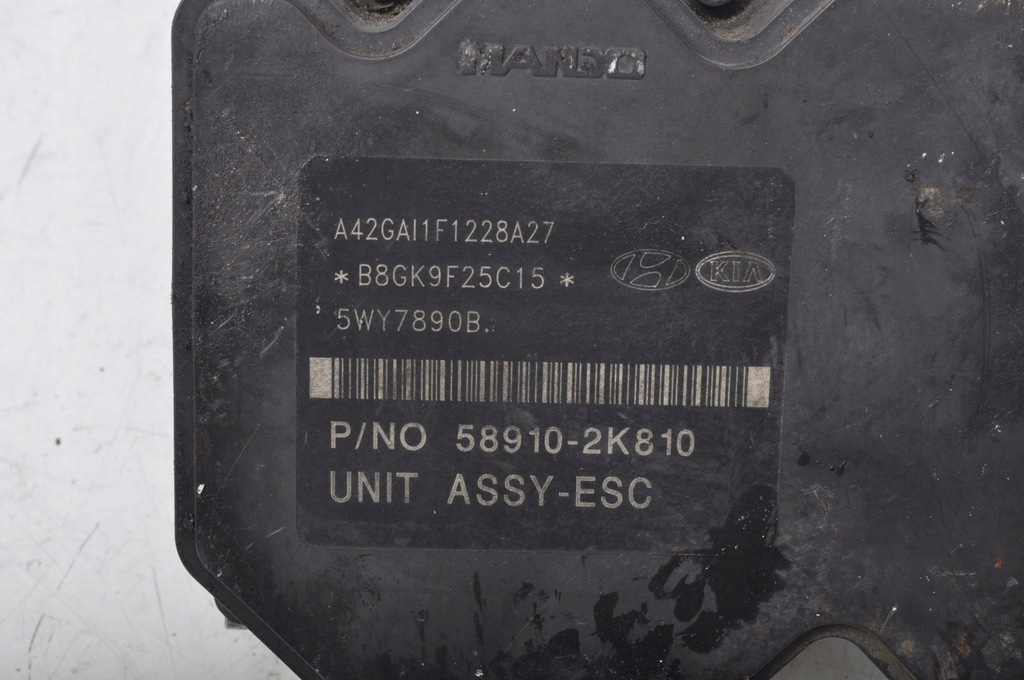 MANDO
A42GAI1F1228A27
*B8GK9F25C15*
KIA
5WY7890B.
P/NO 58910-2K810
UNIT ASSY-ESC